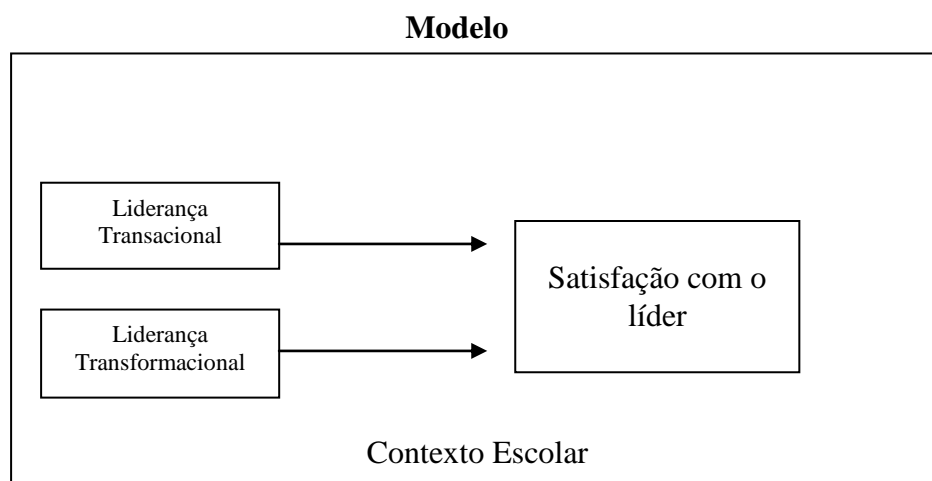 Modelo
Liderança
Transacional
Satisfação com o
líder
Liderança
Transformacional
Contexto Escolar